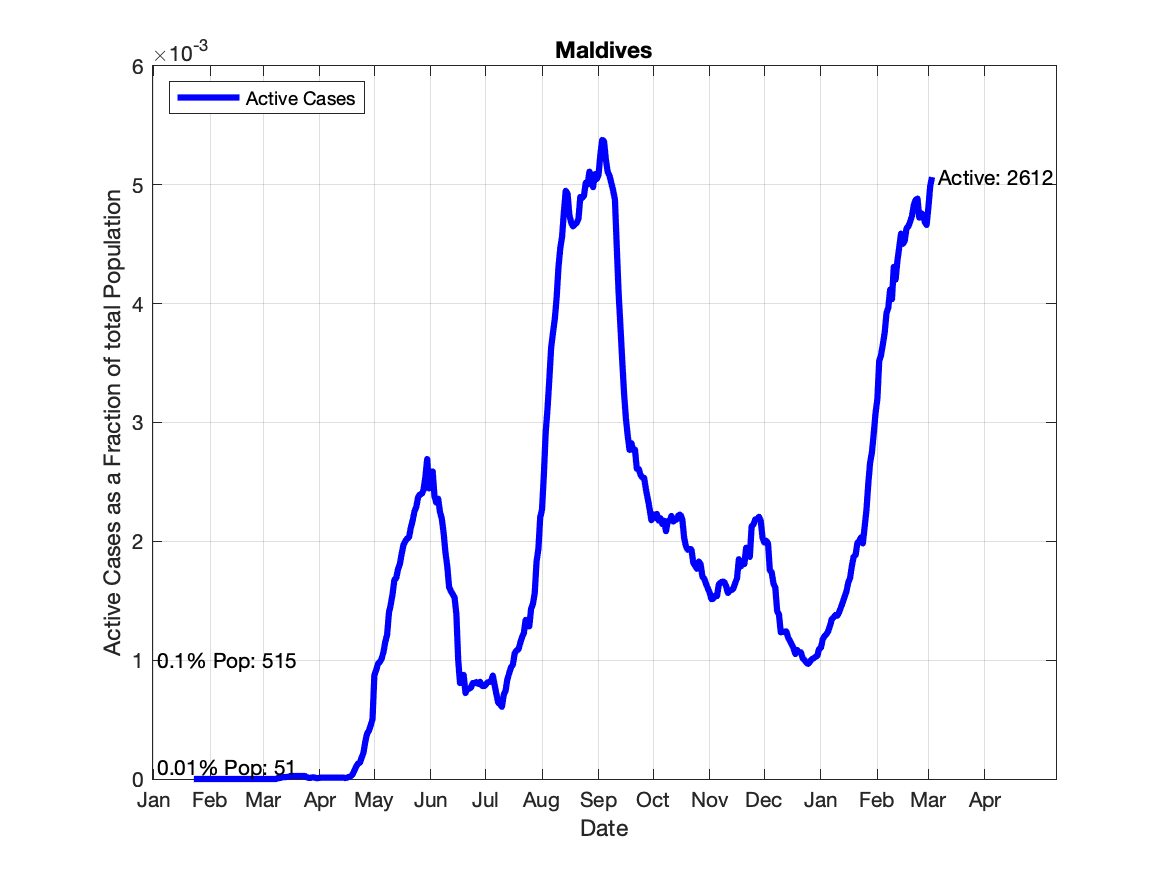 Maldives
×10-3
Active Cases
6
5
4
3
2
1
0
Active Cases as a Fraction of total Population
Active: 2612
0.1% Pop: 515
0.01% Pop: 51
Jan Feb Mar Apr May Jun Jul Aug Sep Oct Nov Dec Jan Feb Mar Apr
Date